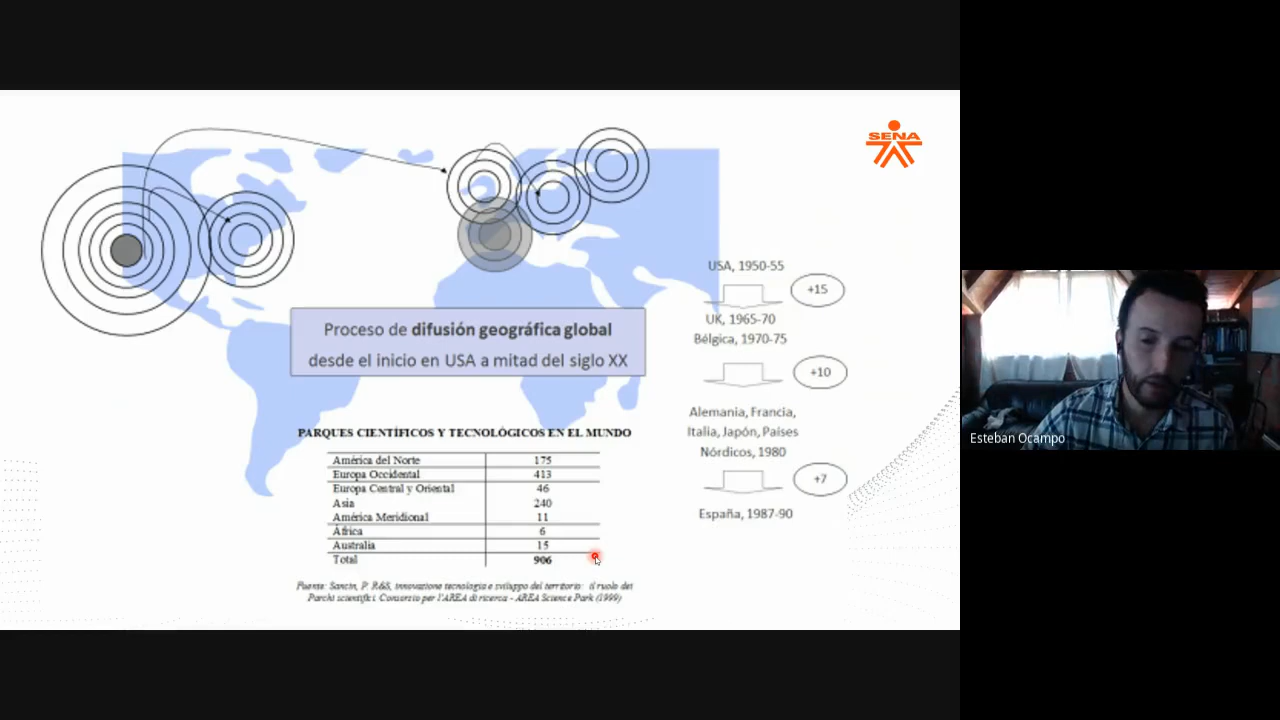 SENA
Proceso de difusión geográfica global
desde el inicio en USA a mitad del siglo XX
USA, 1950-55
+15
UK, 1965-70
Bélgica, 1970-75
+10
Alemania, Francia,
Italia, Japón, Países
Nórdicos, 1980
+7
España, 1987-90
PARQUES CIENTÍFICOS Y TECNOLÓGICOS EN EL MUNDO
América del Norte 175
Europa Occidental 413
Europa Central y Oriental 46
Asia 240
América Meridional 11
África 6
Australia 15
Total 906
Fuente: Sancin, P. R&S, innovazione tecnologia e sviluppo del territorio: il ruolo dei
Parchi scientifici. Consorzio per l'AREA di ricerca - AREA Science Park (1999)
Esteban Ocampo